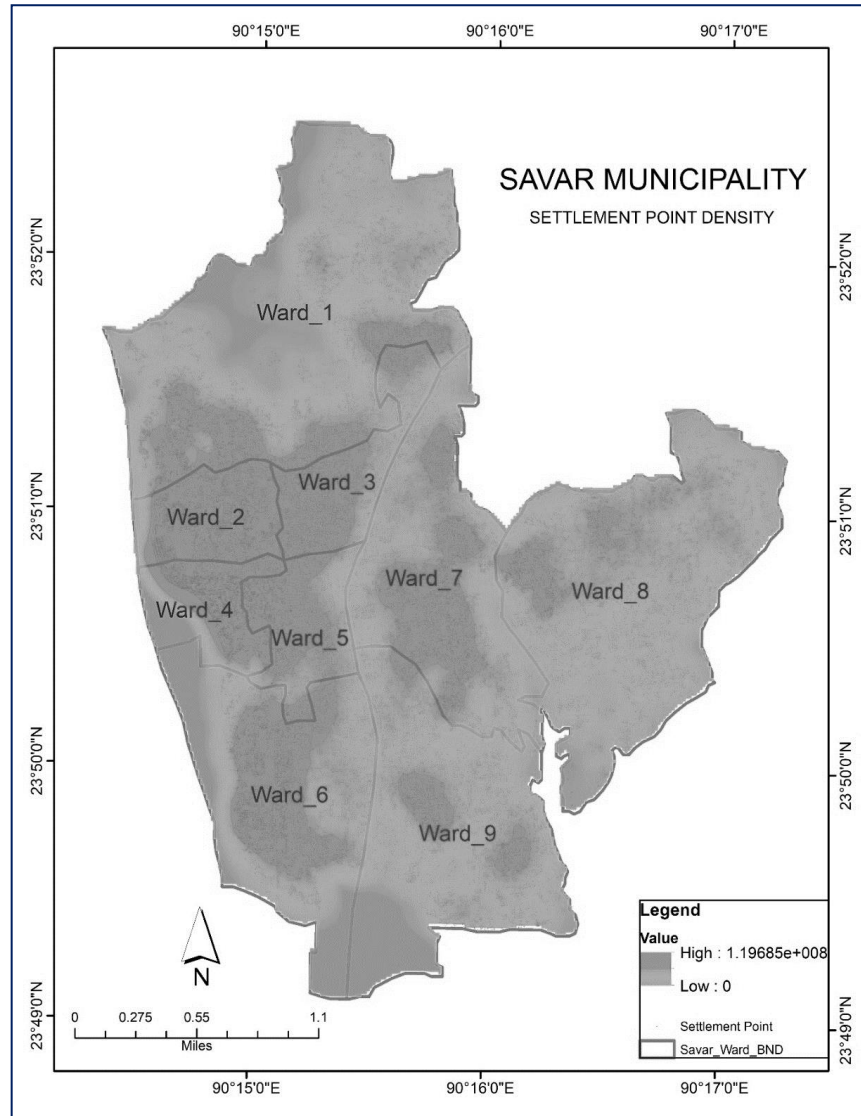 90°15'0"E
90°16'0"E
90°17'0"E
SAVAR MUNICIPALITY
SETTLEMENT POINT DENSITY
23°52'0"N
23°52'0"N
Ward_1
Ward_3
Ward_2
23°51'0"N
23°51'0"N
Ward_7
Ward_8
Ward_4
Ward_5
23°50'0"N
23°50'0"N
Ward_6
Ward_9
Legend
Value
High : 1.19685e+008
Low : 0
Settlement Point
Savar_Ward_BND
N
0 0.275 0.55 1.1
Miles
23°49'0"N
23°49'0"N
90°15'0"E
90°16'0"E
90°17'0"E